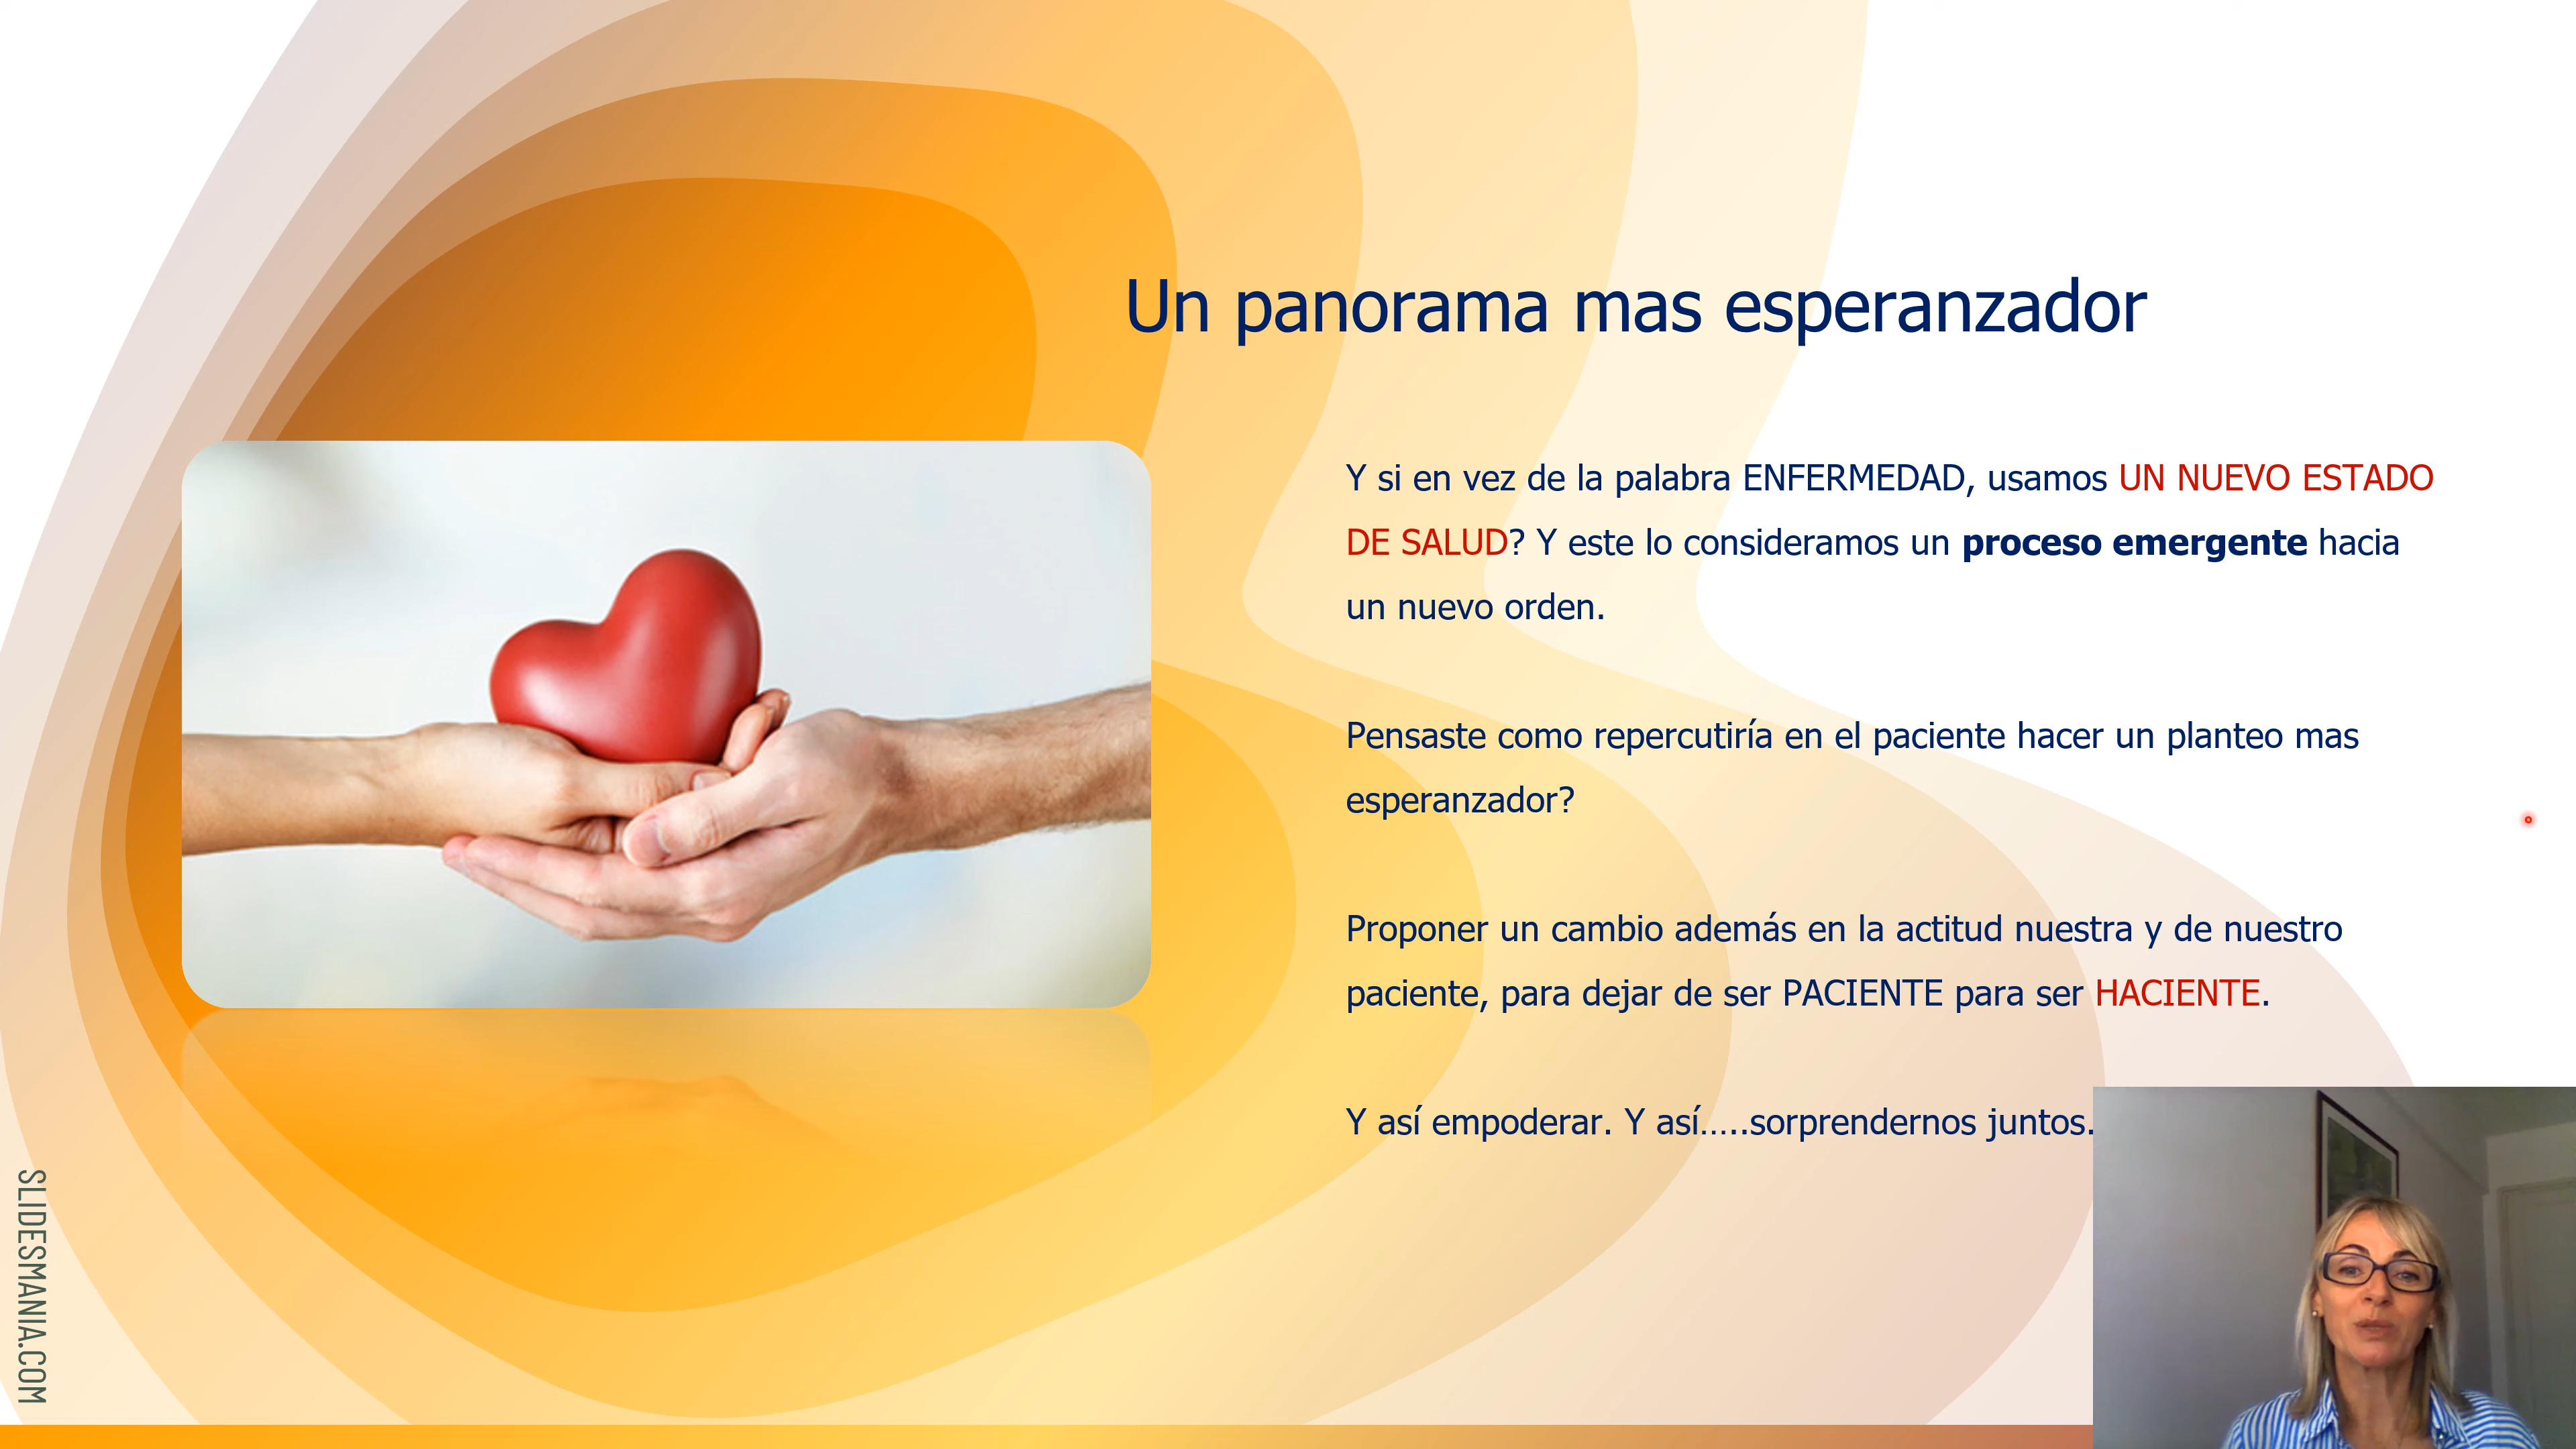 Un panorama mas esperanzador
Y si en vez de la palabra ENFERMEDAD, usamos UN NUEVO ESTADO
DE SALUD? Y este lo consideramos un proceso emergente hacia
un nuevo orden.
Pensaste como repercutiría en el paciente hacer un planteo mas
esperanzador?
Proponer un cambio además en la actitud nuestra y de nuestro
paciente, para dejar de ser PACIENTE para ser HACIENTE.
Y así empoderar. Y así.....sorprendernos juntos.
SLIDESMANIA.COM